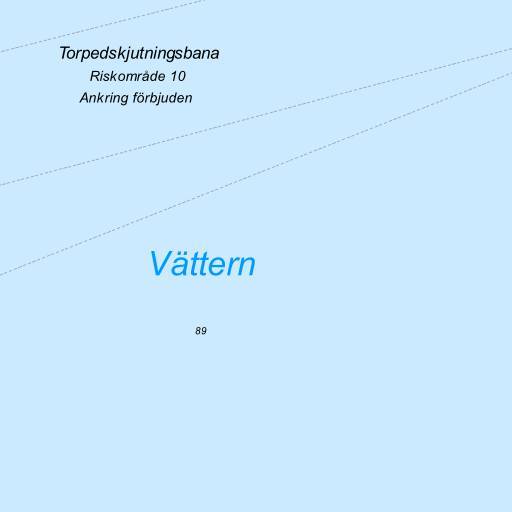 Torpedskjutningsbana
Riskområde 10
Ankring förbjuden
Vättern
89